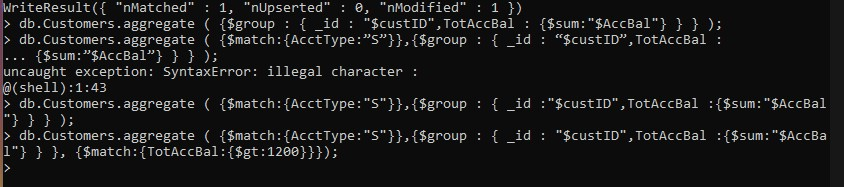 WriteResult({ "nMatched" : 1, "nUpserted" : 0, "nModified" : 1 })
> db.Customers.aggregate ( {$group : { _id : "$custID",TotAccBal : {$sum:"$AccBal"} } } );
> db.Customers.aggregate ( {$match:{AcctType:”S”}},{$group : { _id : “$custID”,TotAccBal :
... {$sum:”$AccBal”} } } );
uncaught exception: SyntaxError: illegal character :
@(shell):1:43
> db.Customers.aggregate ( {$match:{AcctType:"S"}},{$group : { _id :"$custID",TotAccBal :{$sum:"$AccBal
"} } } );
> db.Customers.aggregate ( {$match:{AcctType:"S"}},{$group : { _id : "$custID",TotAccBal :{$sum:"$AccBa
l"} } }, {$match:{TotAccBal:{$gt:1200}}});
>